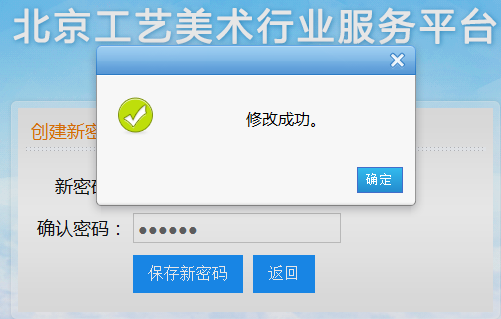 北京工艺美术行业服务平台
修改成功。
确定
创建新密
新密
确认密码：
保存新密码
返回